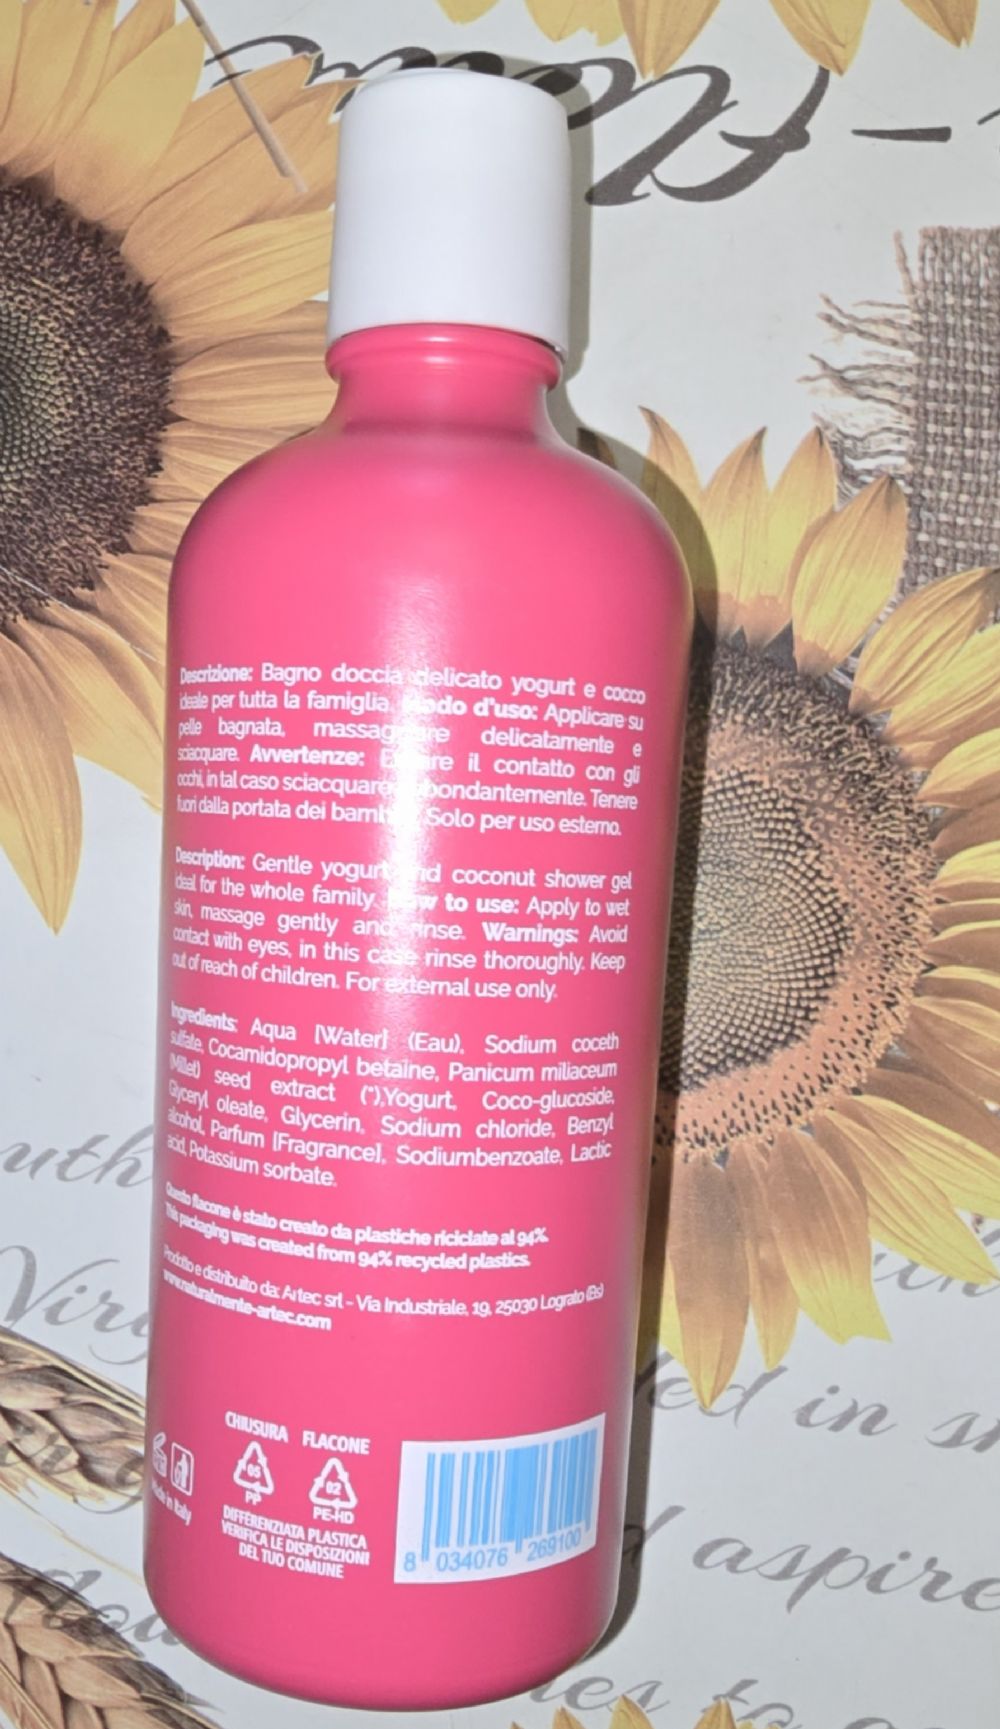 Descrizione: Bagno doccia delicato yogurt e cocco
ideale per tutta la famiglia. Modo d'uso: Applicare su
pelle bagnata, massaggiare delicatamente e
sciacquare. Avvertenze: Evitare il contatto con gli
occhi, in tal caso sciacquare abbondantemente. Tenere
fuori dalla portata dei bambini. Solo per uso esterno.
Description: Gentle yogurt and coconut shower gel
ideal for the whole family. How to use: Apply to wet
skin, massage gently and rinse. Warnings: Avoid
contact with eyes, in this case rinse thoroughly. Keep
out of reach of children. For external use only.
Ingredients: Aqua [Water] (Eau), Sodium coceth
sulfate, Cocamidopropyl betaine, Panicum miliaceum
(Millet) seed extract (*),Yogurt, Coco-glucoside,
Glyceryl oleate, Glycerin, Sodium chloride, Benzyl
alcohol, Parfum [Fragrance], Sodiumbenzoate, Lactic
acid, Potassium sorbate.
Questo flacone è stato creato da plastiche riciclate al 94%.
This packaging was created from 94% recycled plastics.
Prodotto e distribuito da: Artec srl - Via Industriale, 19, 25030 Lograto (Bs)
www.naturalmente-artec.com
CHIUSURA FLACONE
05 02
PP PE-HD
Made in Italy
DIFFERENZIATA PLASTICA
VERIFICA LE DISPOSIZIONI
DEL TUO COMUNE
8 034076 269100
ded in
aspire